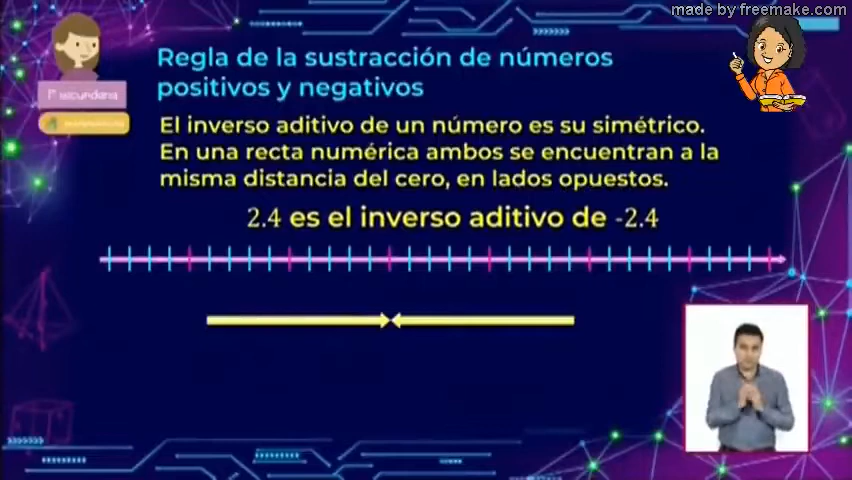 made by freemake.com
Regla de la sustracción de números
positivos y negativos
1° secundaria
El inverso aditivo de un número es su simétrico.
En una recta numérica ambos se encuentran a la
misma distancia del cero, en lados opuestos.
2.4 es el inverso aditivo de -2.4